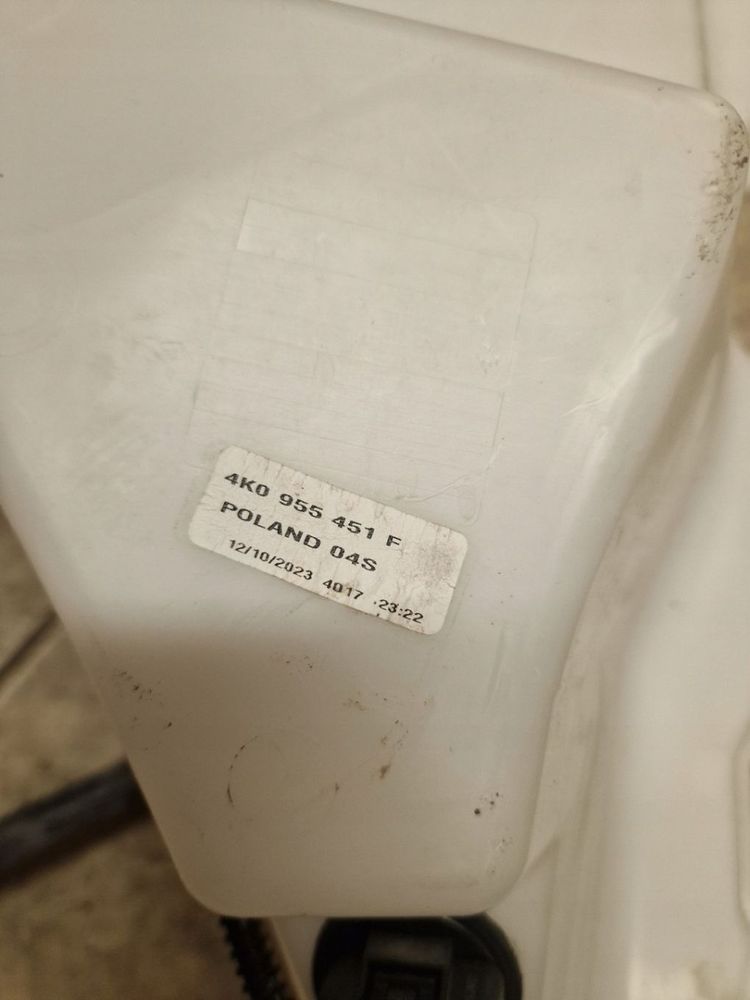 4K0 955 451 F
POLAND 04S
12/10/2023 4017 23:22